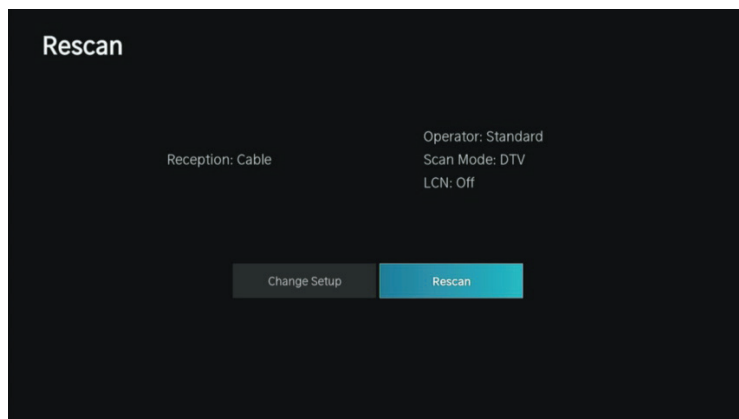 Rescan
Reception: Cable
Operator: Standard
Scan Mode: DTV
LCN: Off
Change Setup
Rescan